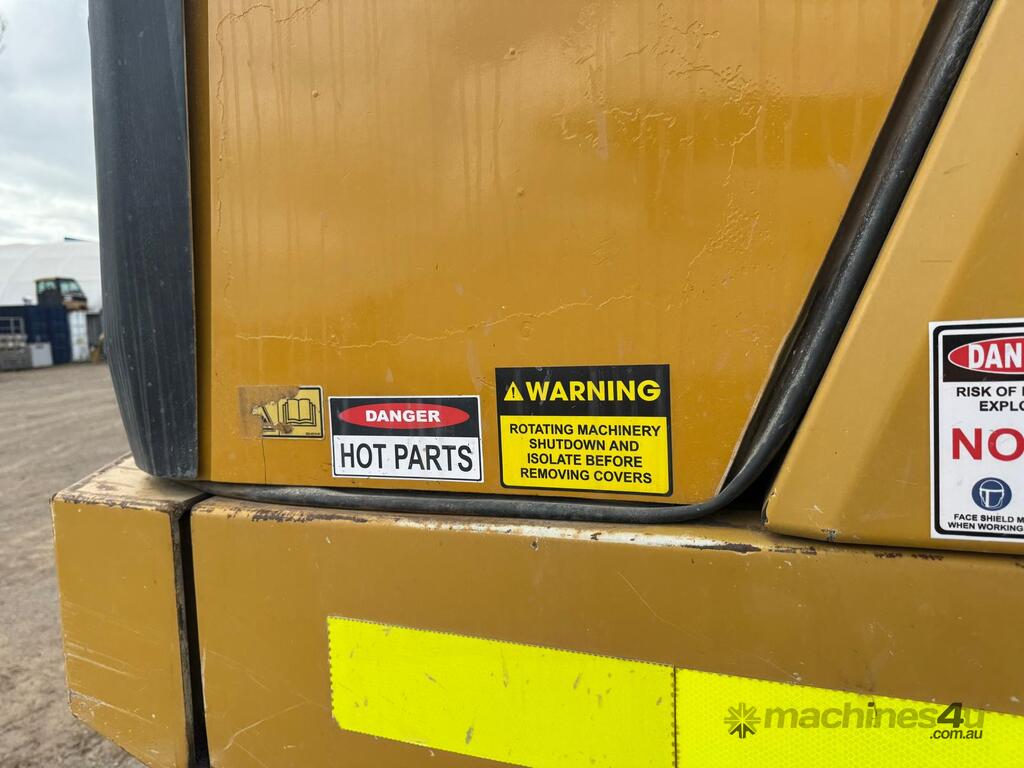 DANGER
HOT PARTS
WARNING
ROTATING MACHINERY
SHUTDOWN AND
ISOLATE BEFORE
REMOVING COVERS
DAN
RISK OF
EXPL
NO
FACE SHIELD M
WHEN WORKING
machines4u
.com.au